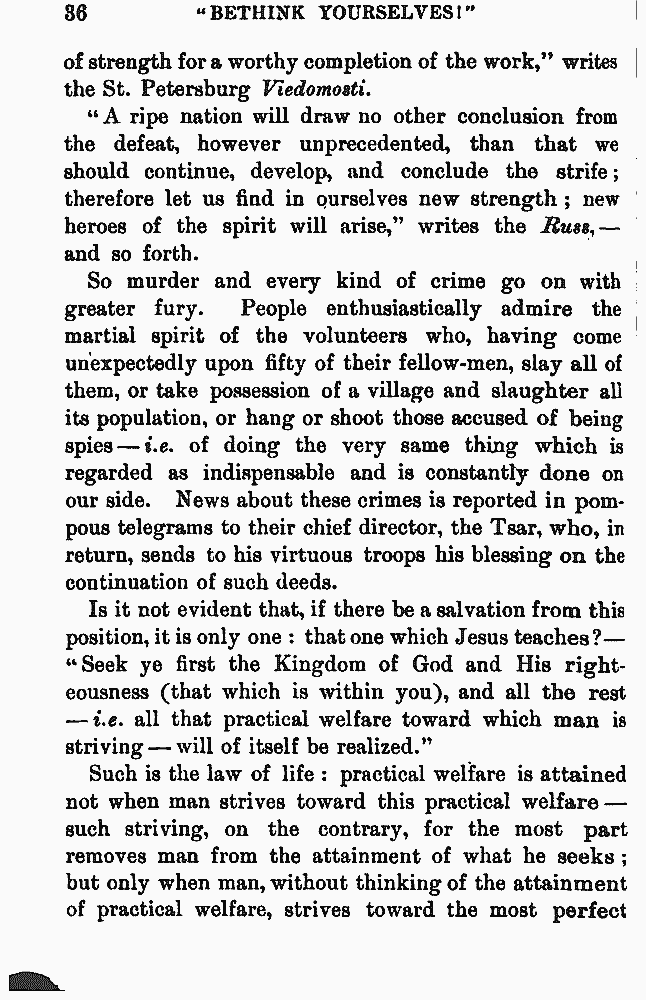 36 "BETHINK YOURSELVES!"
of strength for a worthy completion of the work," writes
the St. Petersburg Viedomosti.
"A ripe nation will draw no other conclusion from
the defeat, however unprecedented, than that we
should continue, develop, and conclude the strife;
therefore let us find in ourselves new strength; new
heroes of the spirit will arise," writes the Russ,—
and so forth.
So murder and every kind of crime go on with
greater fury. People enthusiastically admire the
martial spirit of the volunteers who, having come
unexpectedly upon fifty of their fellow-men, slay all of
them, or take possession of a village and slaughter all
its population, or hang or shoot those accused of being
spies—i.e. of doing the very same thing which is
regarded as indispensable and is constantly done on
our side. News about these crimes is reported in pom-
pous telegrams to their chief director, the Tsar, who, in
return, sends to his virtuous troops his blessing on the
continuation of such deeds.
Is it not evident that, if there be a salvation from this
position, it is only one: that one which Jesus teaches?—
"Seek ye first the Kingdom of God and His right-
eousness (that which is within you), and all the rest
—i.e. all that practical welfare toward which man is
striving—will of itself be realized."
Such is the law of life: practical welfare is attained
not when man strives toward this practical welfare—
such striving, on the contrary, for the most part
removes man from the attainment of what he seeks;
but only when man, without thinking of the attainment
of practical welfare, strives toward the most perfect